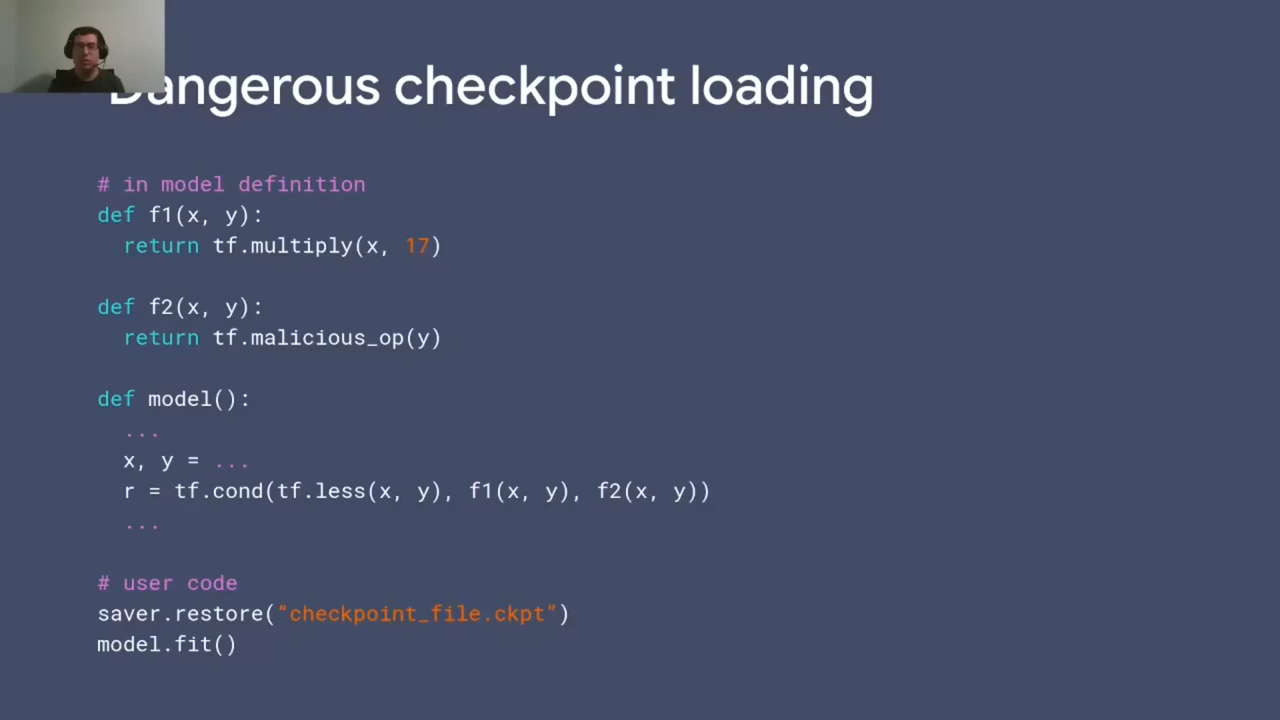 Dangerous checkpoint loading
# in model definition
def f1(x, y):
  return tf.multiply(x, 17)
def f2(x, y):
  return tf.malicious_op(y)
def model():
  ...
  x, y = ...
  r = tf.cond(tf.less(x, y), f1(x, y), f2(x, y))
  ...
# user code
saver.restore(“checkpoint_file.ckpt”)
model.fit()